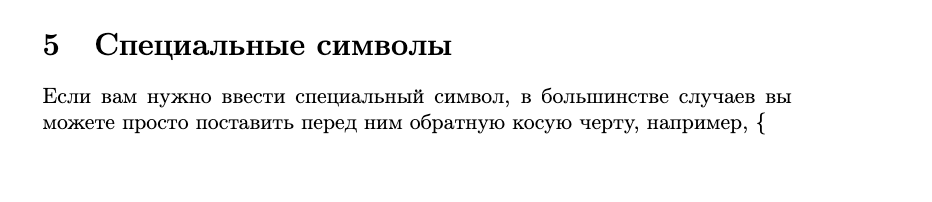 5 Специальные символы
Если вам нужно ввести специальный символ, в большинстве случаев вы
можете просто поставить перед ним обратную косую черту, например, {